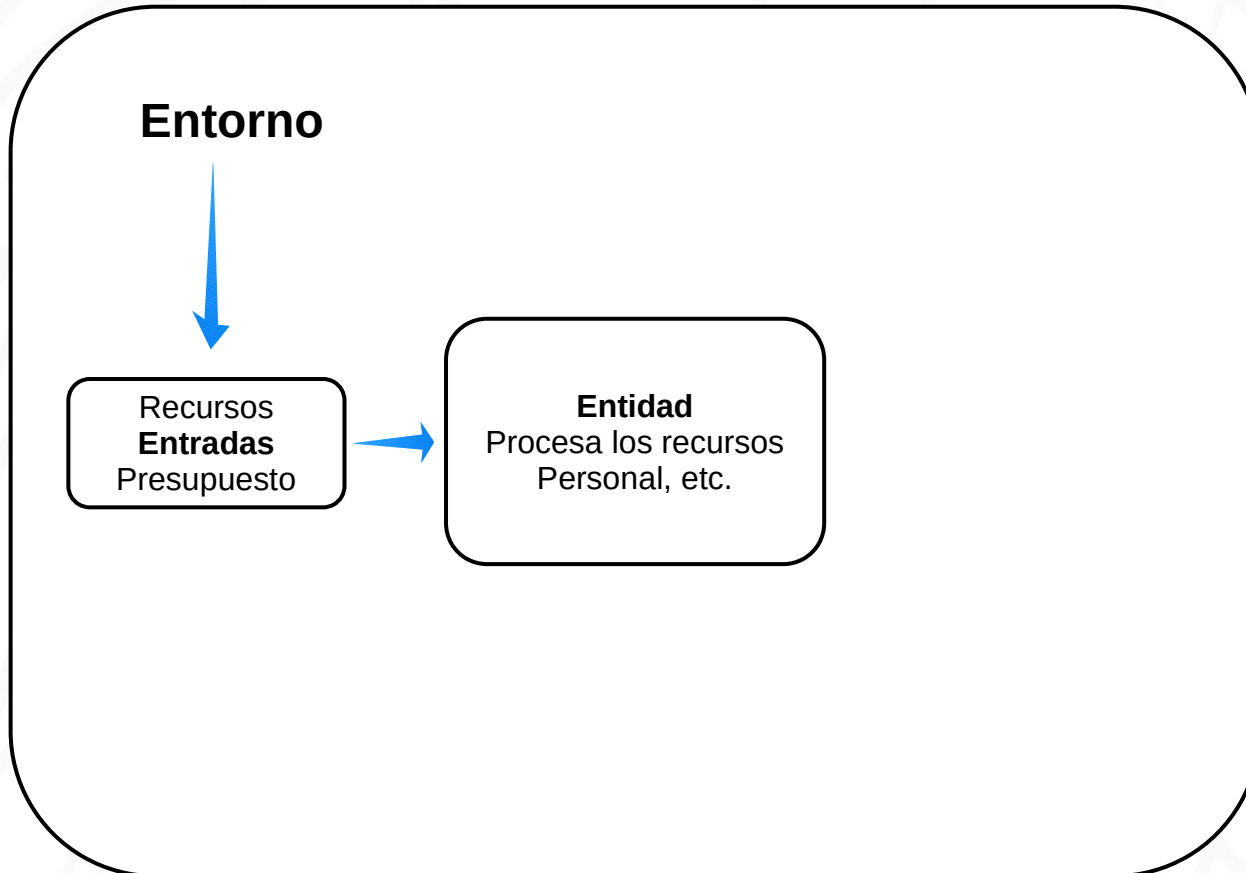 Entorno
Recursos
Entradas
Presupuesto
Entidad
Procesa los recursos
Personal, etc.